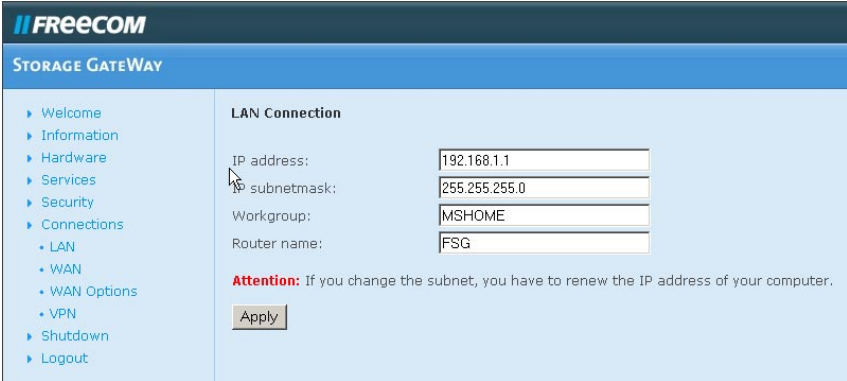 FREECOM
STORAGE GATEWAY
Welcome
Information
Hardware
Services
Security
Connections
LAN
WAN
WAN Options
VPN
Shutdown
Logout
LAN Connection
IP address: 192.168.1.1
IP subnetmask: 255.255.255.0
Workgroup: MSHOME
Router name: FSG
Attention: If you change the subnet, you have to renew the IP address of your computer.
Apply